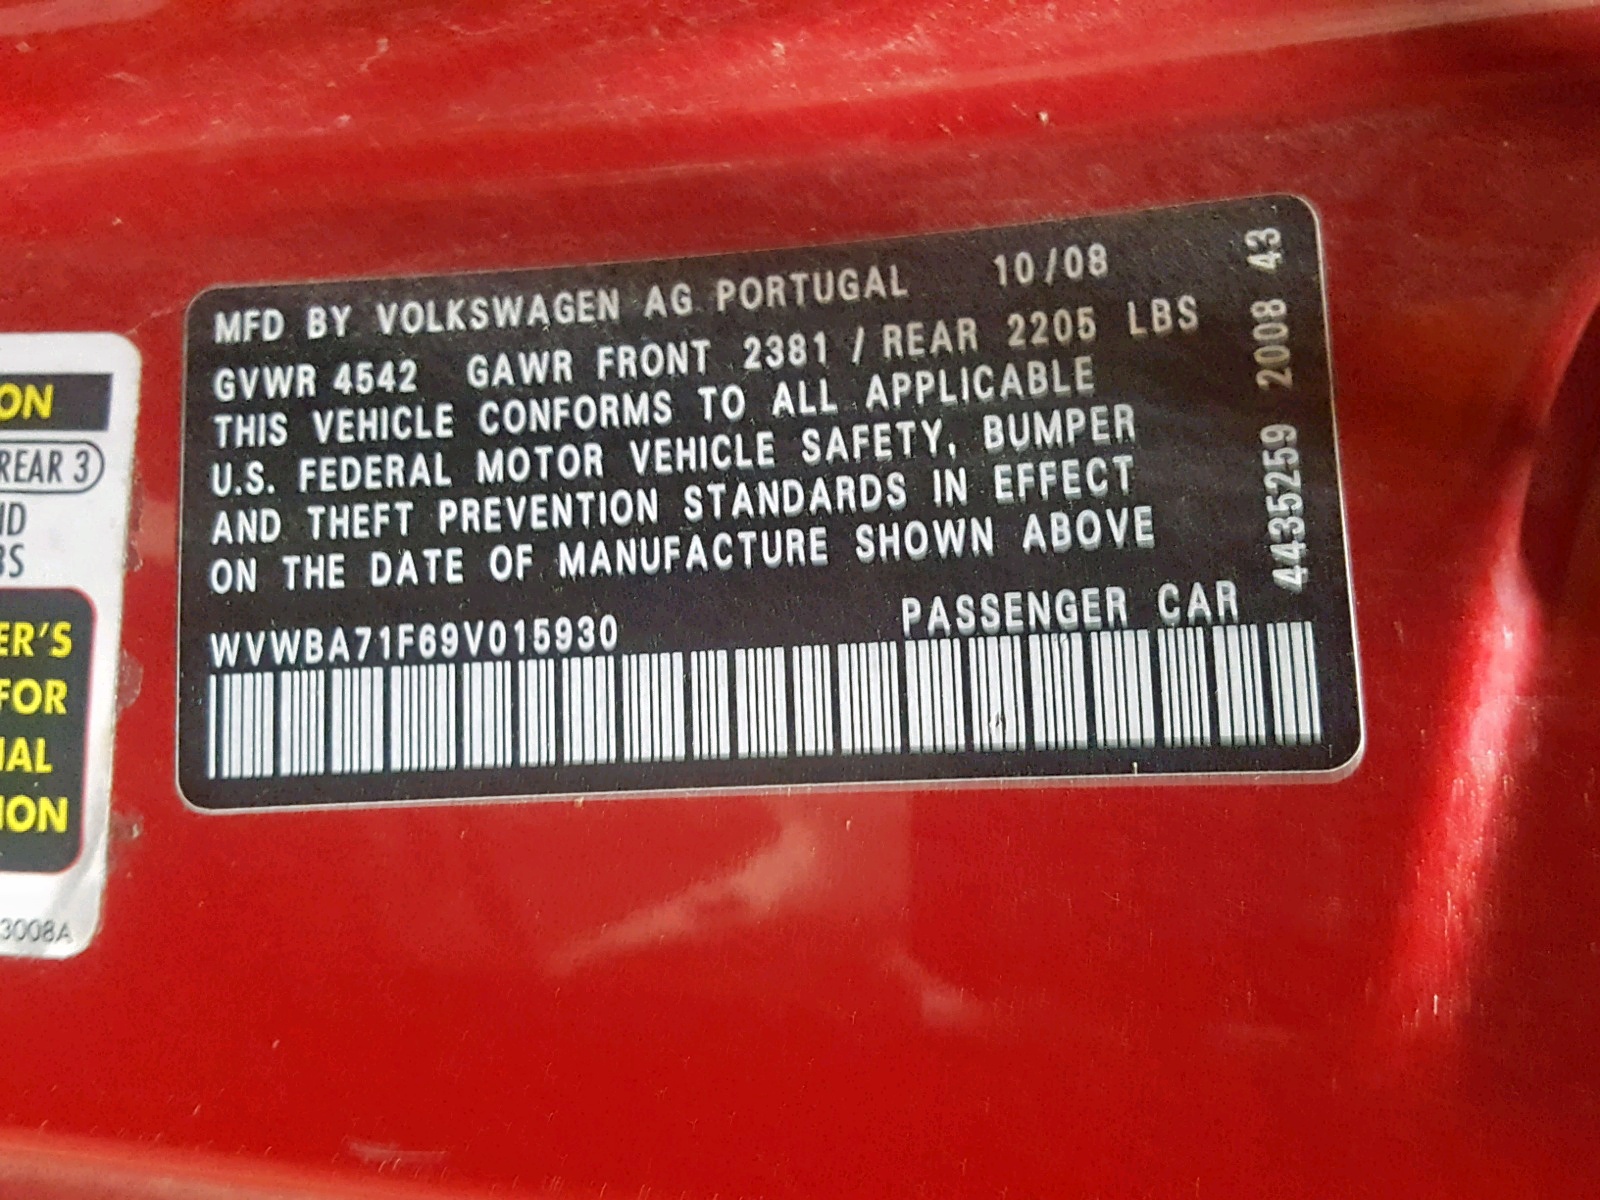 MFD BY VOLKSWAGEN AG PORTUGAL 10/08
GVWR 4542 GAWR FRONT 2381 / REAR 2205 LBS
THIS VEHICLE CONFORMS TO ALL APPLICABLE
U.S. FEDERAL MOTOR VEHICLE SAFETY, BUMPER
AND THEFT PREVENTION STANDARDS IN EFFECT
ON THE DATE OF MANUFACTURE SHOWN ABOVE
WVWBA71F69V015930 PASSENGER CAR
4435259 2008 43
ON
REAR 3
ND
BS
ER'S
FOR
IAL
ION
3008A